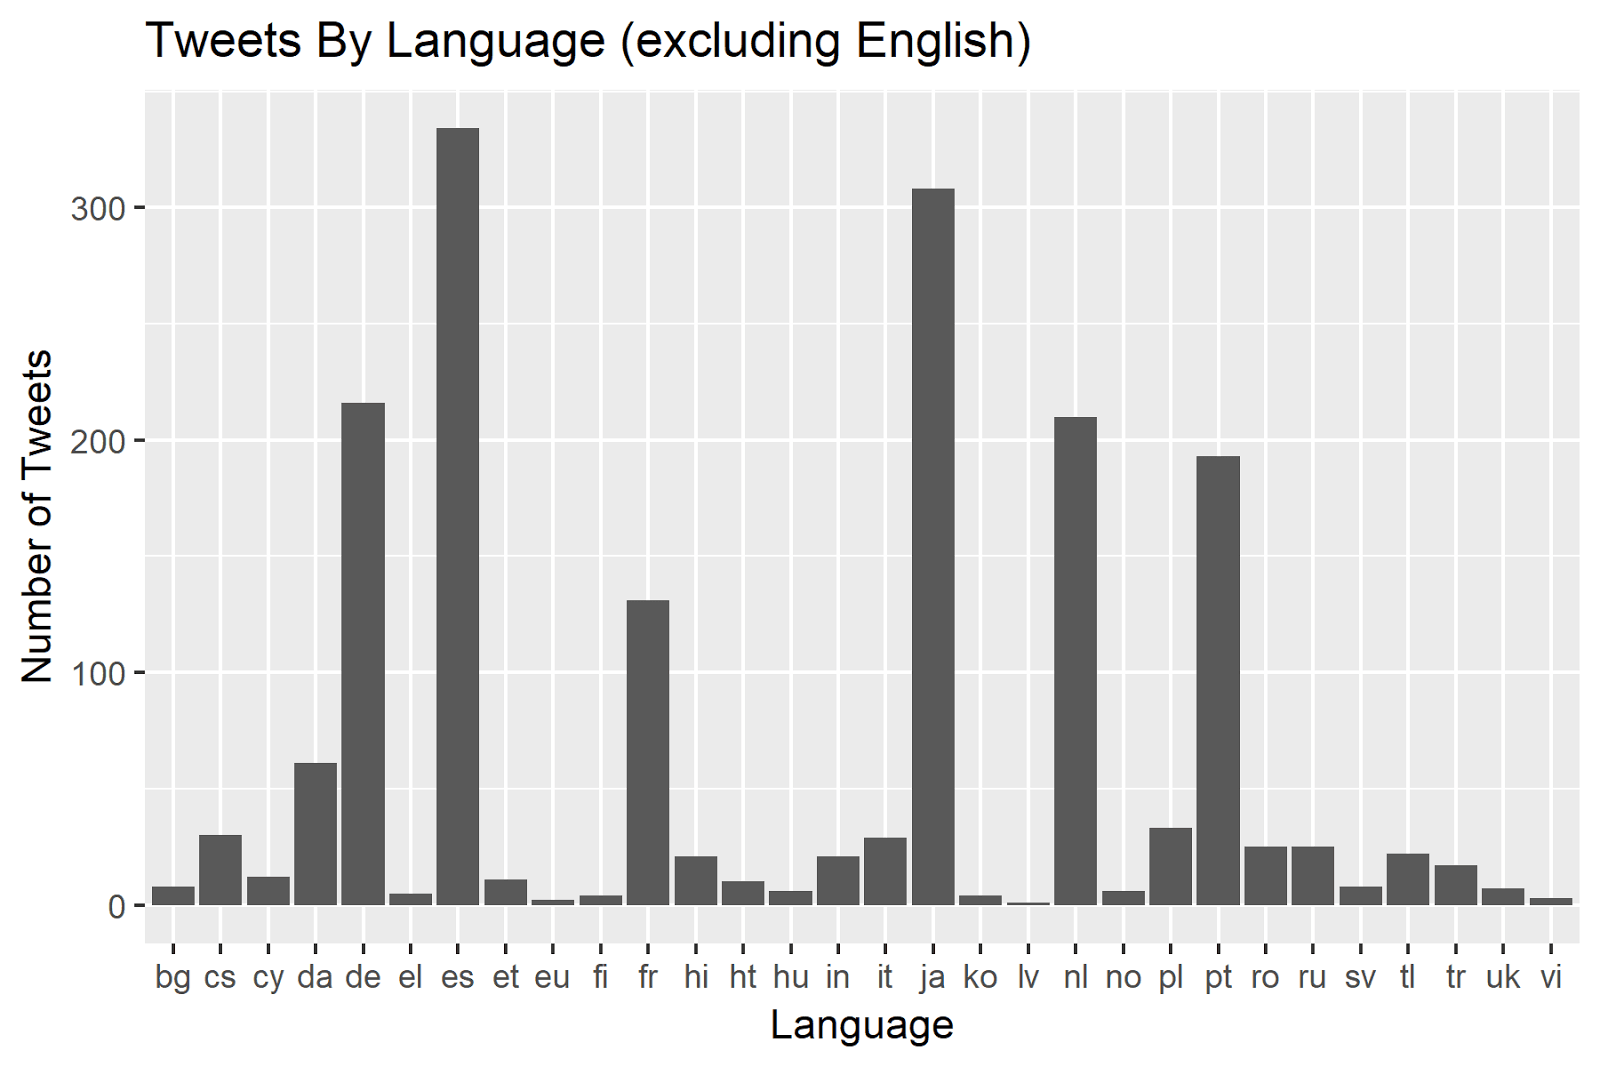 Tweets By Language (excluding English)
Number of Tweets
300
200
100
0
bg cs cy da de el es et eu fi fr hi ht hu in it ja ko lv nl no pl pt ro ru sv tl tr uk vi
Language